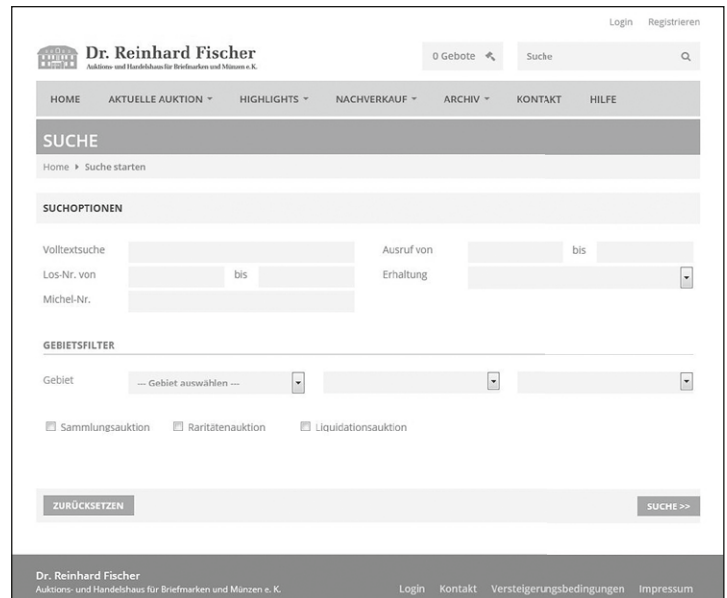 Login Registrieren
Dr. Reinhard Fischer
Auktions- und Handelshaus für Briefmarken und Münzen e. K.
0 Gebote Suche
HOME AKTUELLE AUKTION HIGHLIGHTS NACHVERKAUF ARCHIV KONTAKT HILFE
SUCHE
Home Suche starten
SUCHOPTIONEN
Volltextsuche Ausruf von bis
Los-Nr. von bis Erhaltung
Michel-Nr.
GEBIETSFILTER
Gebiet --- Gebiet auswählen ---
Sammlungsauktion Raritätenauktion Liquidationsauktion
ZURÜCKSETZEN SUCHE >>
Dr. Reinhard Fischer
Auktions- und Handelshaus für Briefmarken und Münzen e. K. Login Kontakt Versteigerungsbedingungen Impressum